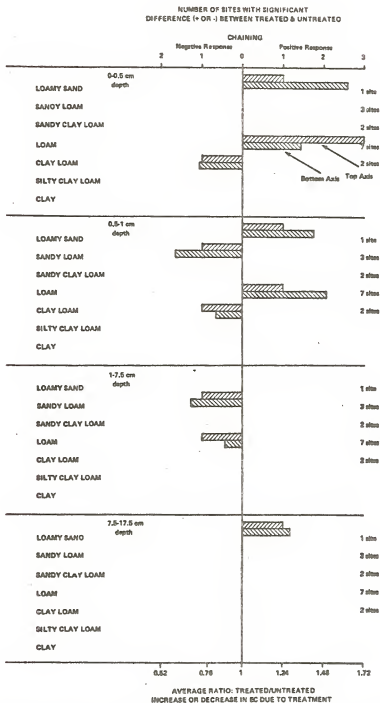 NUMBER OF SITES WITH SIGNIFICANT
DIFFERENCE (+ OR -) BETWEEN TREATED & UNTREATED
CHAINING
Negative Response Positive Response
2 1 0 1 2 3
0-0.5 cm
depth
LOAMY SAND 1 site
SANDY LOAM 3 sites
SANDY CLAY LOAM 2 sites
LOAM 7 sites
CLAY LOAM 2 sites
Bottom Axis Top Axis
SILTY CLAY LOAM
CLAY
0.5-1 cm
depth
LOAMY SAND 1 site
SANDY LOAM 3 sites
SANDY CLAY LOAM 2 sites
LOAM 7 sites
CLAY LOAM 2 sites
SILTY CLAY LOAM
CLAY
1-7.5 cm
depth
LOAMY SAND 1 site
SANDY LOAM 3 sites
SANDY CLAY LOAM 2 sites
LOAM 7 sites
CLAY LOAM 2 sites
SILTY CLAY LOAM
CLAY
7.5-17.5 cm
depth
LOAMY SAND 1 site
SANDY LOAM 3 sites
SANDY CLAY LOAM 2 sites
LOAM 7 sites
CLAY LOAM 2 sites
SILTY CLAY LOAM
CLAY
0.52 0.76 1 1.24 1.48 1.72
AVERAGE RATIO: TREATED/UNTREATED
INCREASE OR DECREASE IN EC DUE TO TREATMENT